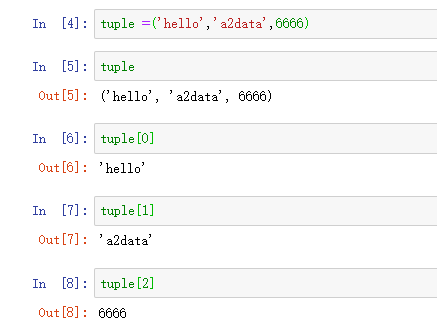 In [4]: tuple =('hello','a2data',6666)
In [5]: tuple
Out[5]: ('hello', 'a2data', 6666)
In [6]: tuple[0]
Out[6]: 'hello'
In [7]: tuple[1]
Out[7]: 'a2data'
In [8]: tuple[2]
Out[8]: 6666